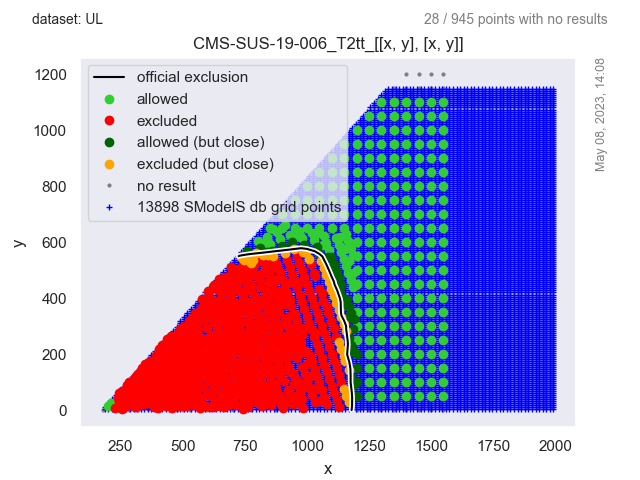 dataset: UL
28 / 945 points with no results
CMS-SUS-19-006_T2tt_[[x, y], [x, y]]
official exclusion
allowed
excluded
allowed (but close)
excluded (but close)
no result
13898 SModelS db grid points
May 08, 2023, 14:08
1200
1000
800
600
400
200
0
y
250
500
750
1000
1250
1500
1750
2000
x